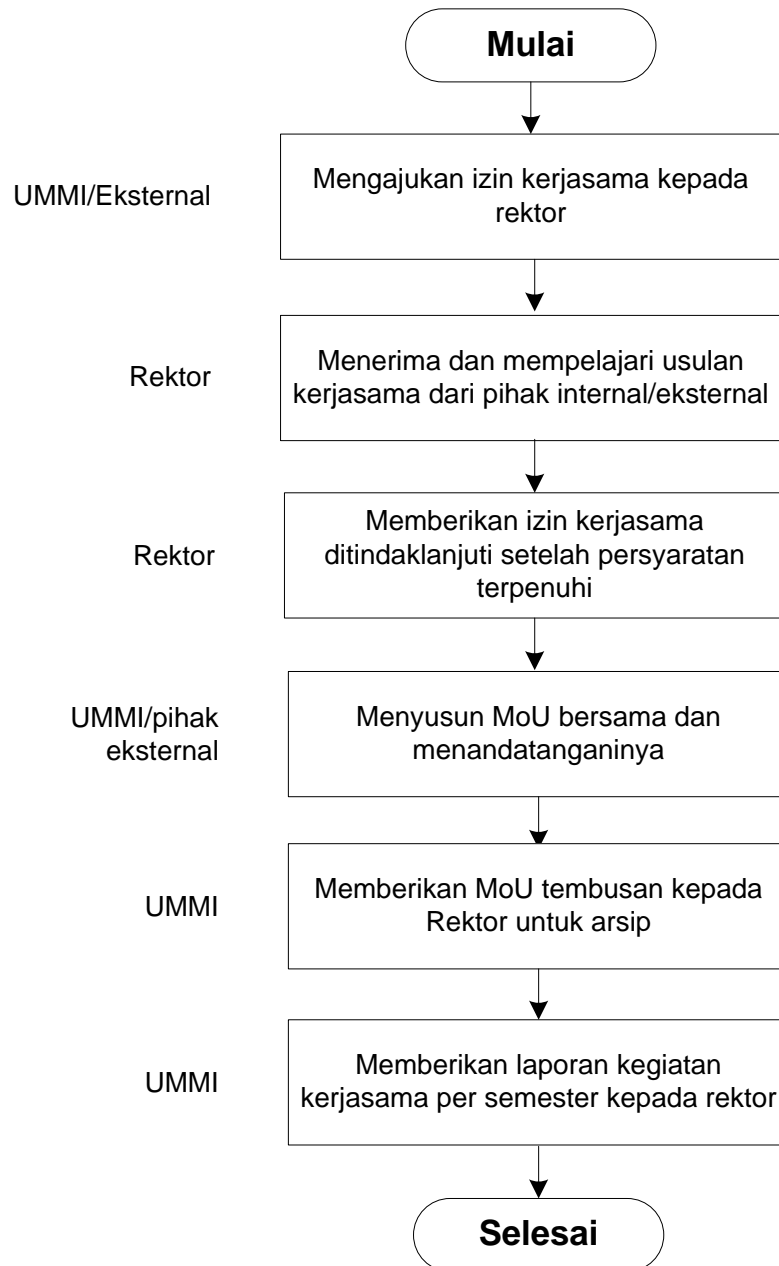 Mulai
UMMI/Eksternal
Mengajukan izin kerjasama kepada
rektor
Rektor
Menerima dan mempelajari usulan
kerjasama dari pihak internal/eksternal
Rektor
Memberikan izin kerjasama
ditindaklanjuti setelah persyaratan
terpenuhi
UMMI/pihak
eksternal
Menyusun MoU bersama dan
menandatanganinya
UMMI
Memberikan MoU tembusan kepada
Rektor untuk arsip
UMMI
Memberikan laporan kegiatan
kerjasama per semester kepada rektor
Selesai